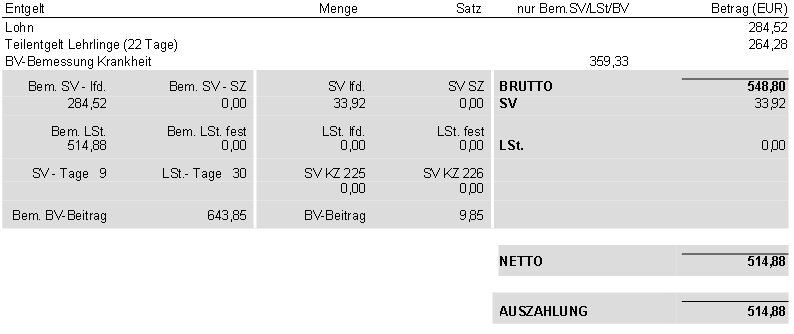 Entgelt Menge Satz nur Bem.SV/LSt/BV Betrag (EUR)
Lohn 284,52
Teilentgelt Lehrlinge (22 Tage) 264,28
BV-Bemessung Krankheit 359,33
Bem. SV - lfd. Bem. SV - SZ SV lfd. SV SZ BRUTTO 548,80
284,52 0,00 33,92 0,00 SV 33,92
Bem. LSt. Bem. LSt. fest LSt. lfd. LSt. fest
514,88 0,00 0,00 0,00 LSt. 0,00
SV - Tage 9 LSt.- Tage 30 SV KZ 225 SV KZ 226
0,00 0,00
Bem. BV-Beitrag 643,85 BV-Beitrag 9,85
NETTO 514,88
AUSZAHLUNG 514,88